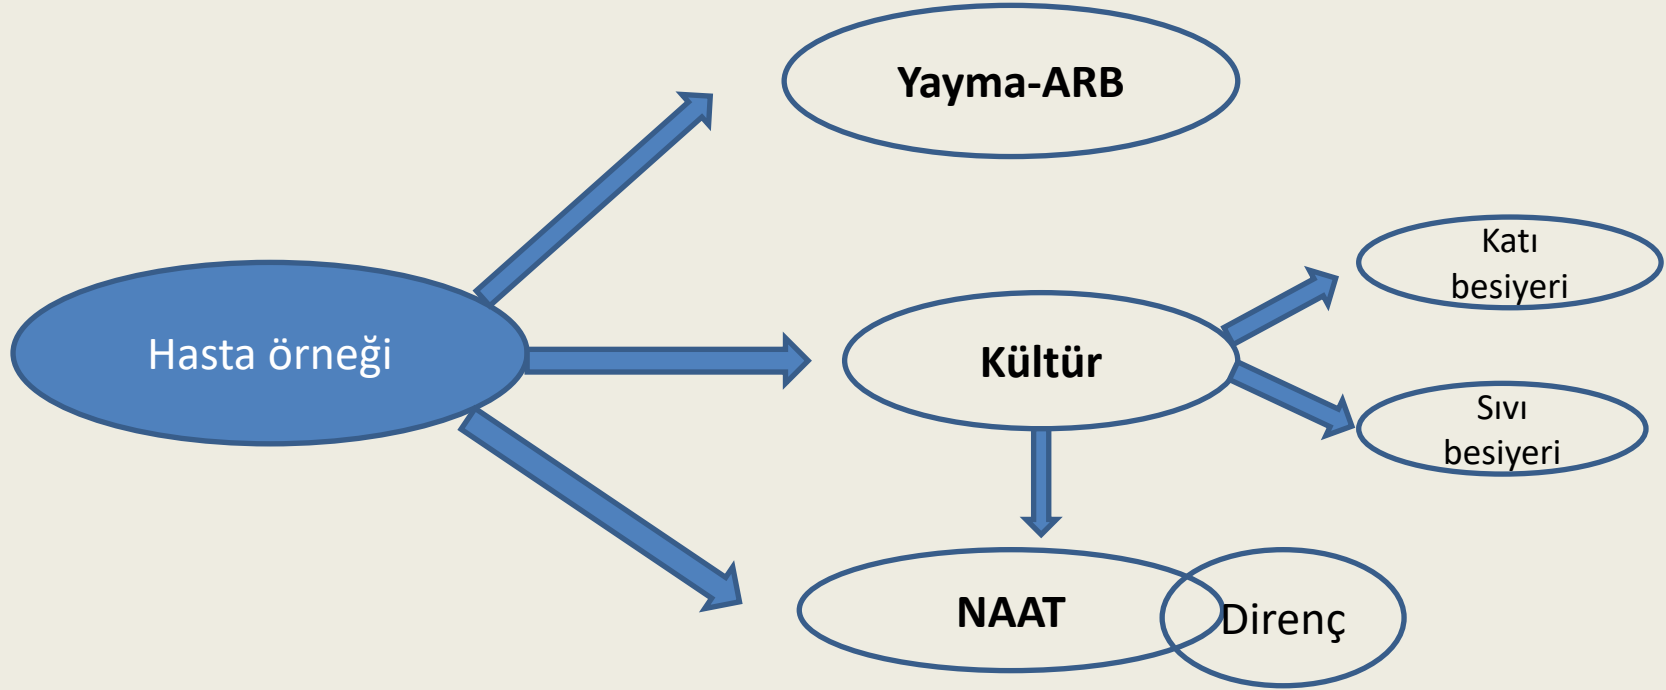 Yayma-ARB
Katı
besiyeri
Hasta örneği
Kültür
Sıvı
besiyeri
NAAT
Direnç